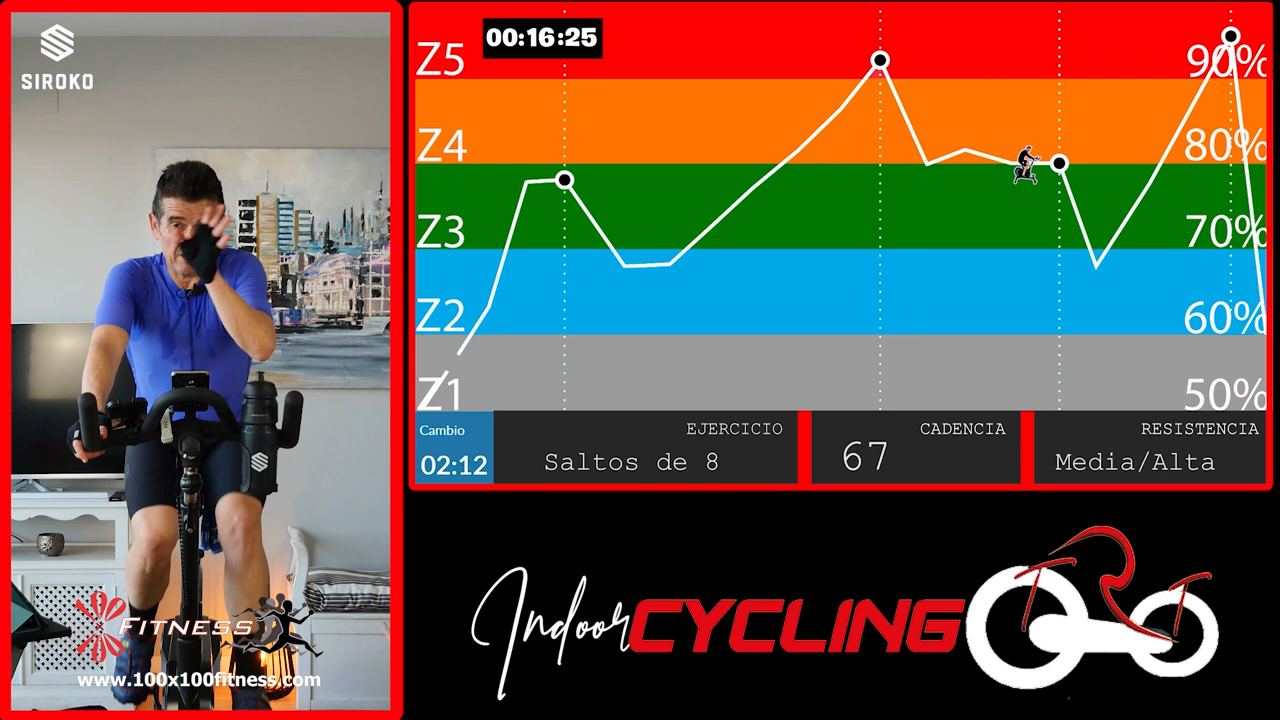 SIROKO
FITNESS
www.100x100fitness.com
00:16:25
Z5
90%
Z4
80%
Z3
70%
Z2
60%
Z1
50%
Cambio
02:12
EJERCICIO
Saltos de 8
CADENCIA
67
RESISTENCIA
Media/Alta
Indoor CYCLING
TRT